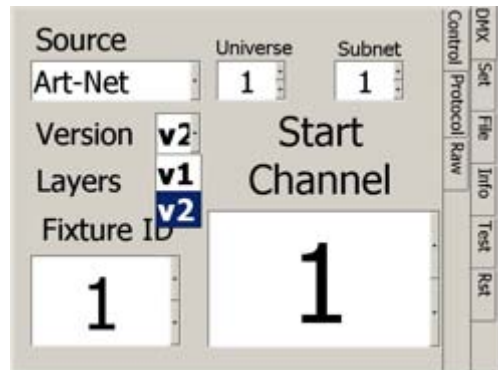 Source
Universe
Subnet
Art-Net
1
1
Version
v2
Start
Channel
Layers
v1
v2
Fixture ID
1
1
Control
Protocol
Raw
DMX
Set
File
Info
Test
Rst